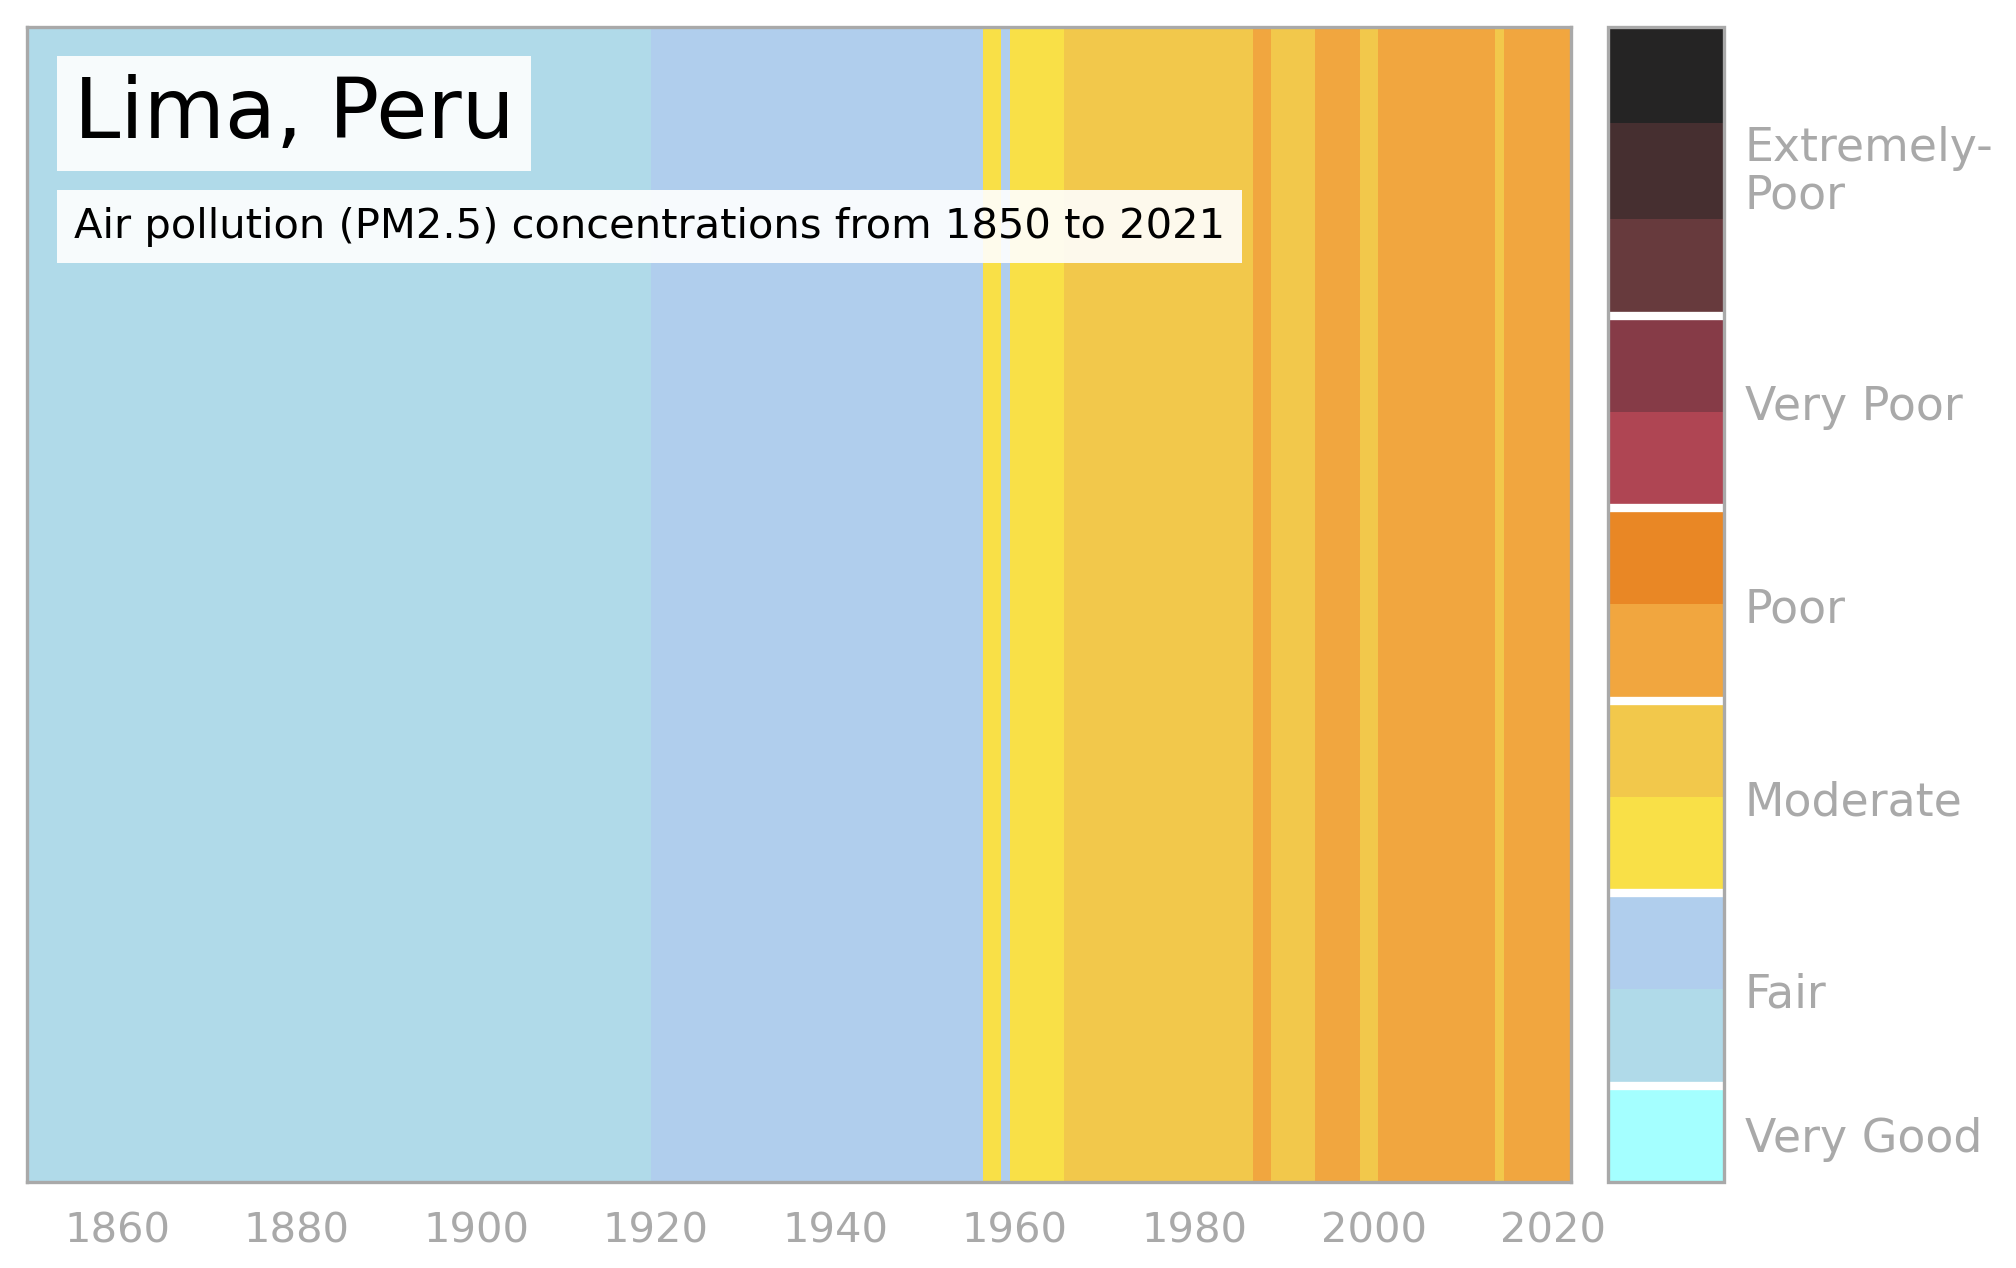 Lima, Peru
Air pollution (PM2.5) concentrations from 1850 to 2021
Extremely-
Poor
Very Poor
Poor
Moderate
Fair
Very Good
1860 1880 1900 1920 1940 1960 1980 2000 2020